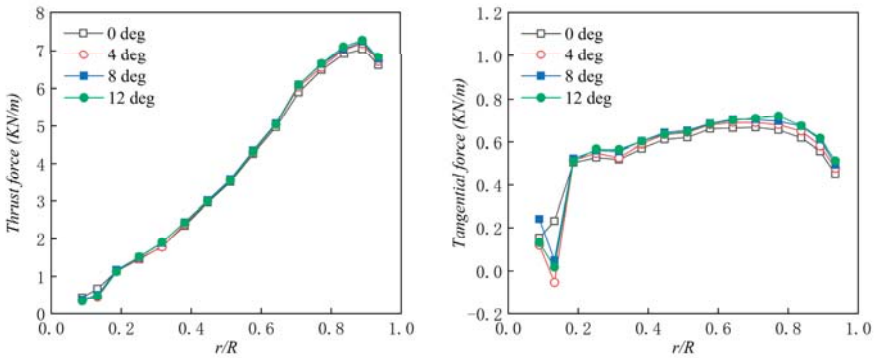 8
7
6
5
4
3
2
1
0
Thrust force (KN/m)
0 deg
4 deg
8 deg
12 deg
0.0 0.2 0.4 0.6 0.8 1.0
r/R
1.2
1.0
0.8
0.6
0.4
0.2
0.0
-0.2
Tangential force (KN/m)
0 deg
4 deg
8 deg
12 deg
0.0 0.2 0.4 0.6 0.8 1.0
r/R